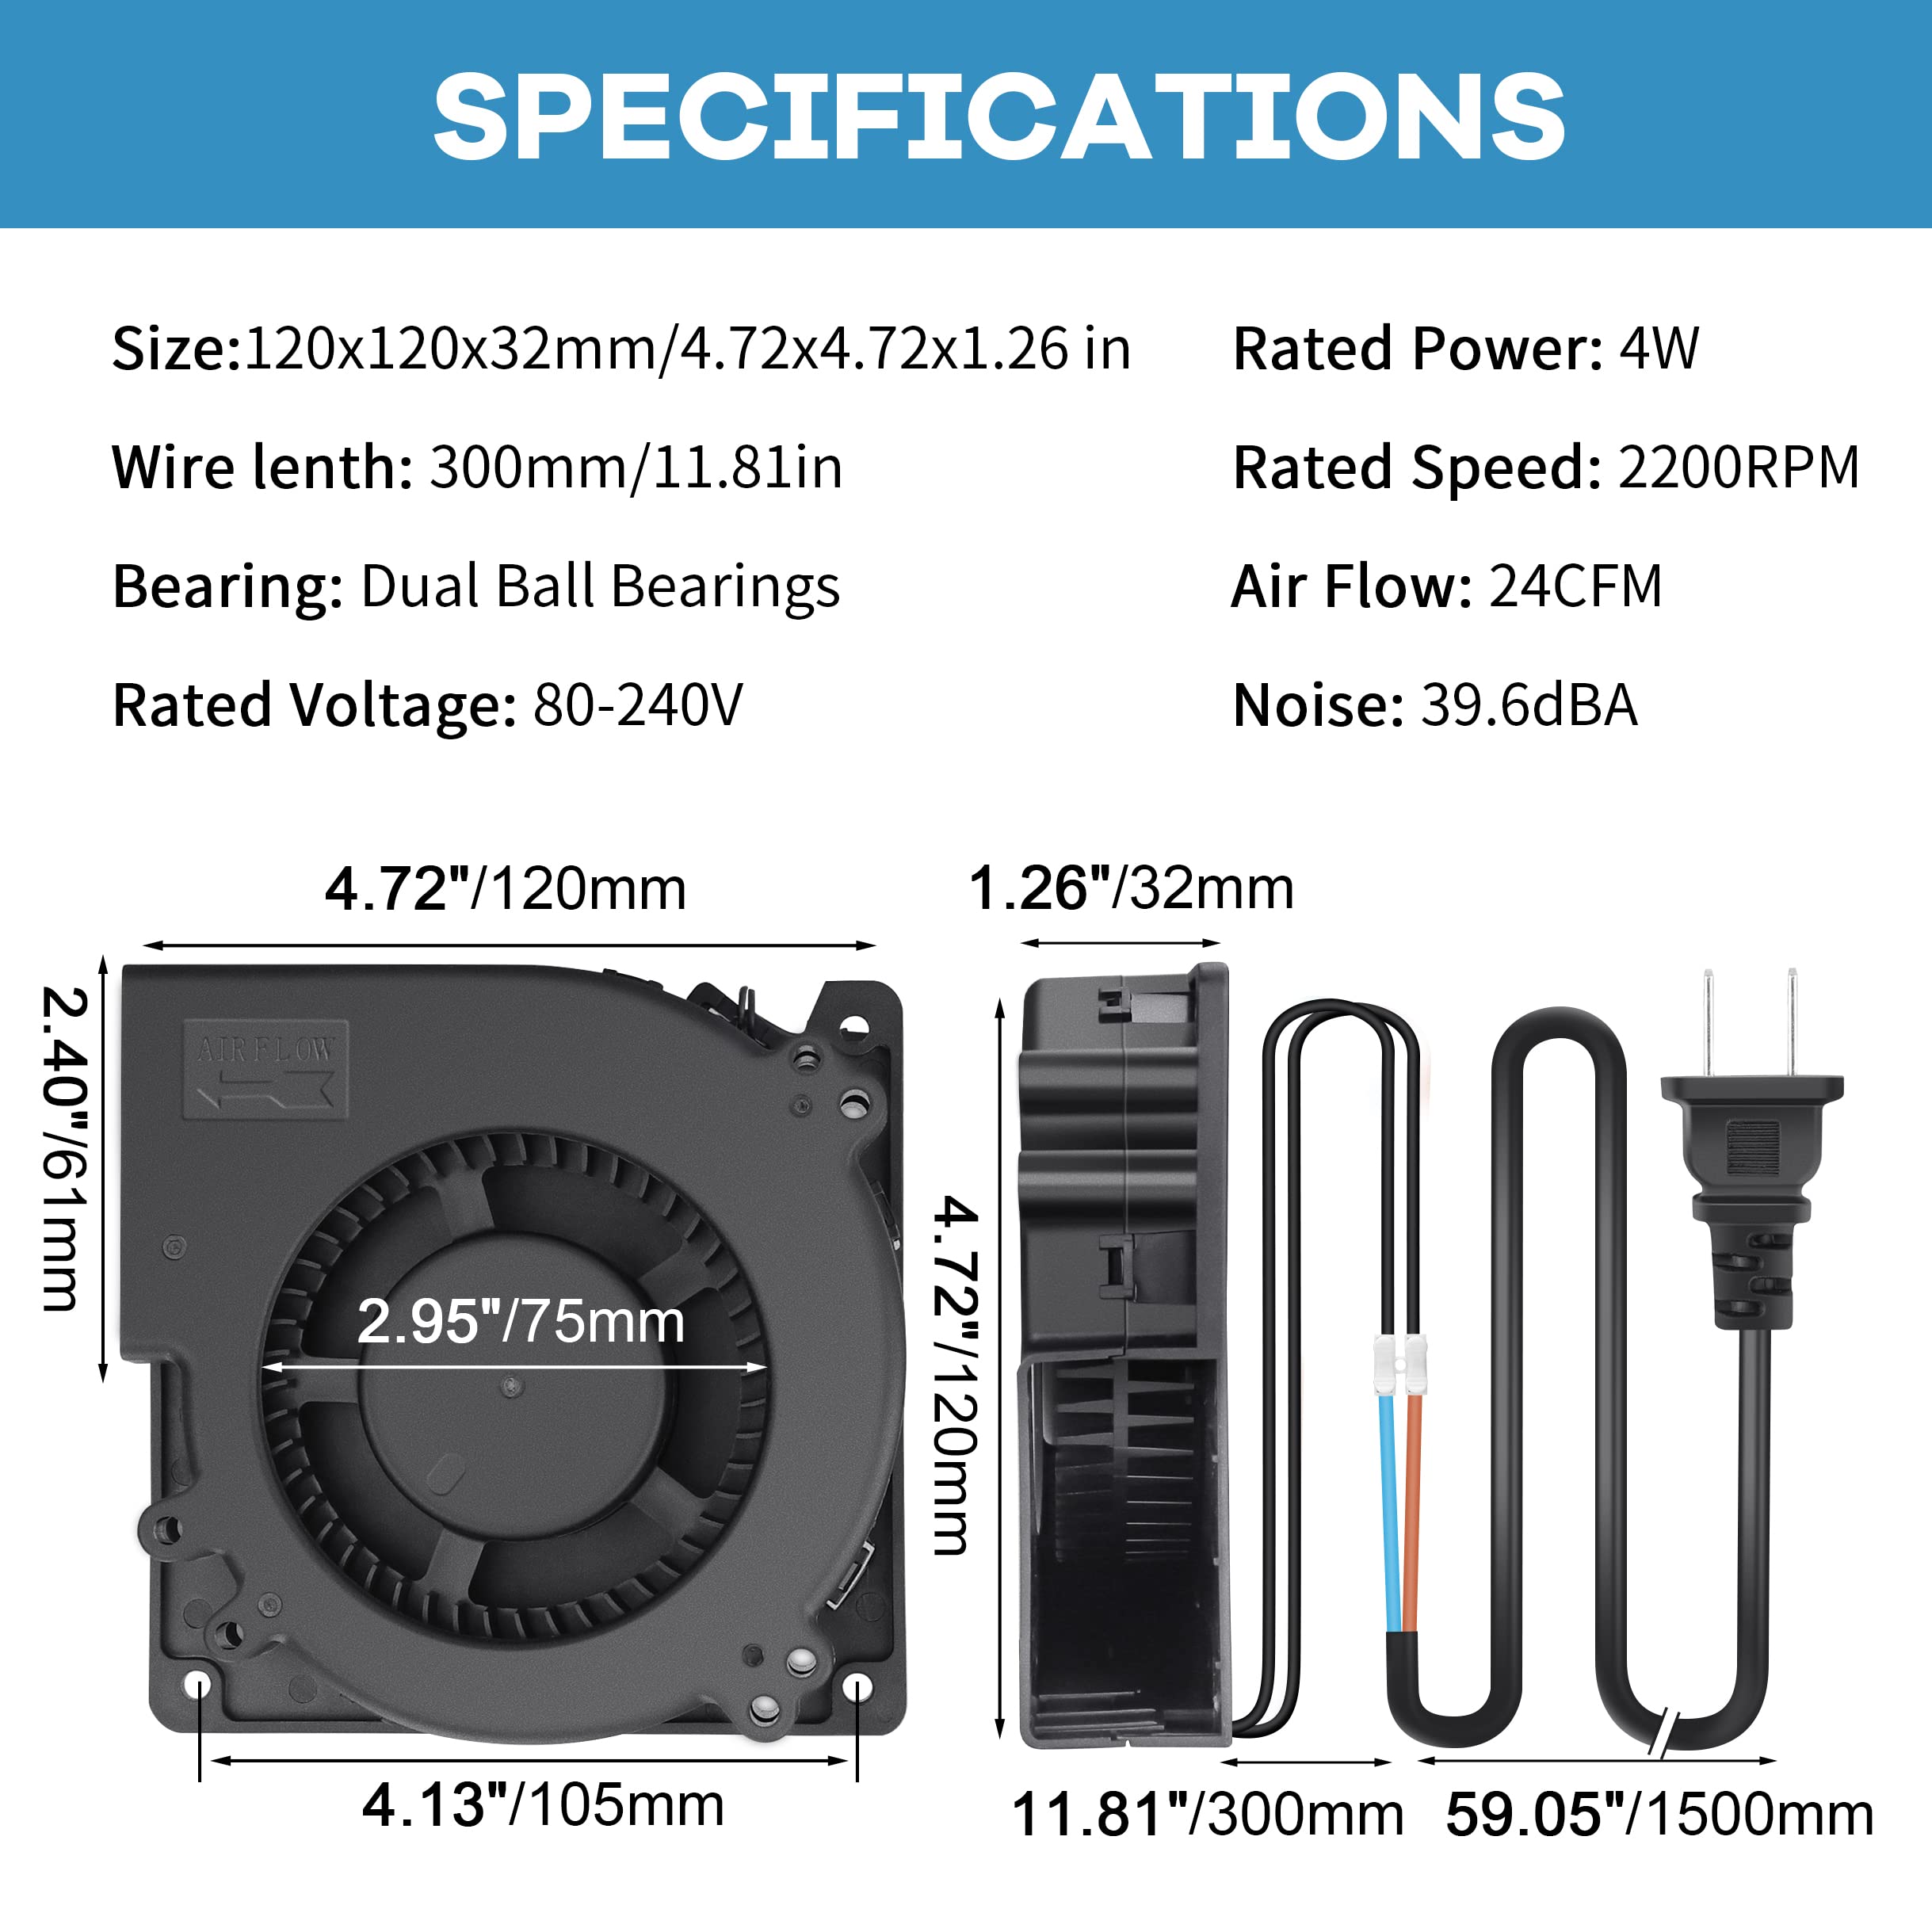 SPECIFICATIONS
Size:120x120x32mm/4.72x4.72x1.26 in
Wire lenth: 300mm/11.81in
Bearing: Dual Ball Bearings
Rated Voltage: 80-240V
Rated Power: 4W
Rated Speed: 2200RPM
Air Flow: 24CFM
Noise: 39.6dBA
4.72"/120mm
2.40"/61mm
AIRFLOW
2.95"/75mm
4.13"/105mm
1.26"/32mm
4.72"/120mm
11.81"/300mm
59.05"/1500mm